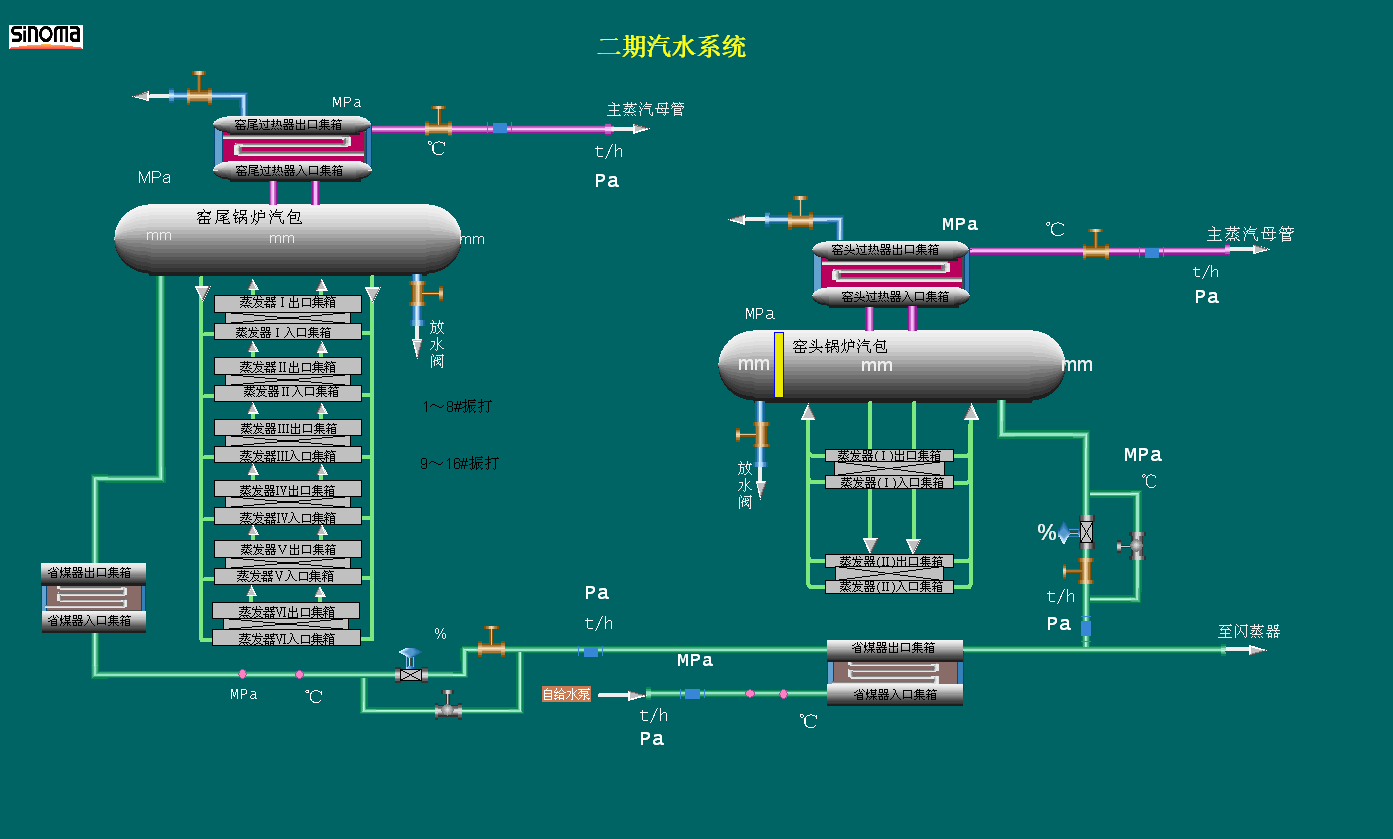 sinoma
二期汽水系统
MPa
窑尾过热器出口集箱
主蒸汽母管
℃
t/h
Pa
窑尾过热器入口集箱
MPa
窑尾锅炉汽包
mm
mm
mm
放水阀
蒸发器Ⅰ出口集箱
蒸发器Ⅰ入口集箱
蒸发器II出口集箱
蒸发器II入口集箱
蒸发器III出口集箱
蒸发器III入口集箱
蒸发器IV出口集箱
蒸发器IV入口集箱
蒸发器V出口集箱
蒸发器V入口集箱
蒸发器VI出口集箱
蒸发器VI入口集箱
1～8#振打
9～16#振打
省煤器出口集箱
省煤器入口集箱
MPa
℃
%
Pa
t/h
MPa
窑头过热器出口集箱
℃
主蒸汽母管
t/h
Pa
窑头过热器入口集箱
MPa
窑头锅炉汽包
mm
mm
mm
放水阀
蒸发器(I)出口集箱
蒸发器(I)入口集箱
蒸发器(II)出口集箱
蒸发器(II)入口集箱
MPa
℃
%
t/h
Pa
至闪蒸器
MPa
省煤器出口集箱
省煤器入口集箱
自给水泵
t/h
Pa
℃